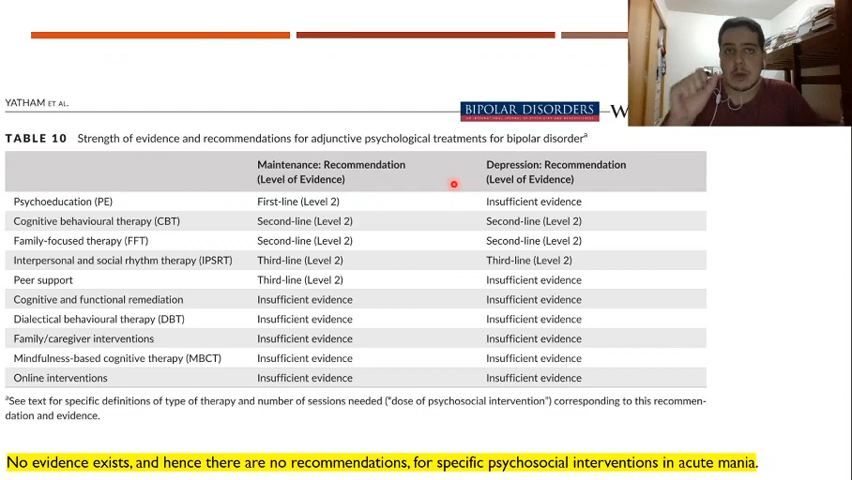 YATHAM ET AL.
BIPOLAR DISORDERS
W
TABLE 10 Strength of evidence and recommendations for adjunctive psychological treatments for bipolar disorderᵃ
Maintenance: Recommendation (Level of Evidence) Depression: Recommendation (Level of Evidence)
Psychoeducation (PE) First-line (Level 2) Insufficient evidence
Cognitive behavioural therapy (CBT) Second-line (Level 2) Second-line (Level 2)
Family-focused therapy (FFT) Second-line (Level 2) Second-line (Level 2)
Interpersonal and social rhythm therapy (IPSRT) Third-line (Level 2) Third-line (Level 2)
Peer support Third-line (Level 2) Insufficient evidence
Cognitive and functional remediation Insufficient evidence Insufficient evidence
Dialectical behavioural therapy (DBT) Insufficient evidence Insufficient evidence
Family/caregiver interventions Insufficient evidence Insufficient evidence
Mindfulness-based cognitive therapy (MBCT) Insufficient evidence Insufficient evidence
Online interventions Insufficient evidence Insufficient evidence
ᵃSee text for specific definitions of type of therapy and number of sessions needed ("dose of psychosocial intervention") corresponding to this recommen-
dation and evidence.
No evidence exists, and hence there are no recommendations, for specific psychosocial interventions in acute mania.